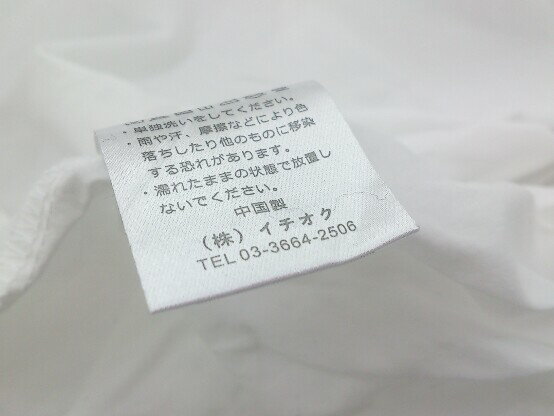 ・単独洗いをしてください。
・雨や汗、摩擦などにより色
落ちしたり他のものに移染
する恐れがあります。
・濡れたままの状態で放置し
ないでください。
中国製
(株) イチオク
TEL 03-3664-2506